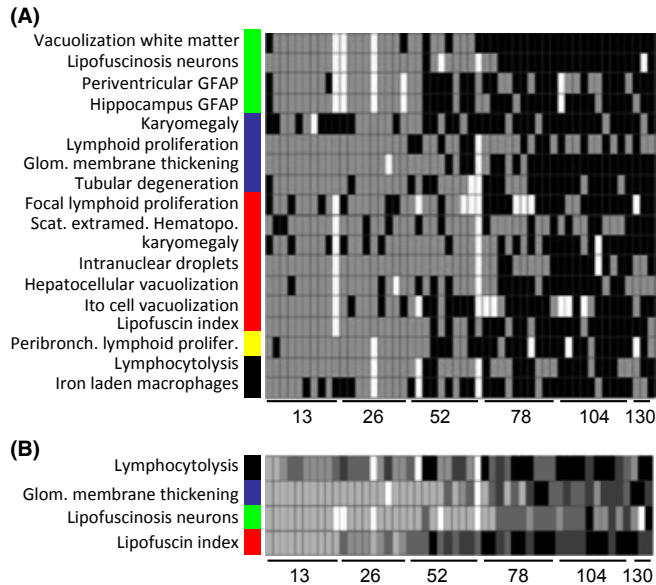 (A)
Vacuolization white matter
Lipofuscinosis neurons
Periventricular GFAP
Hippocampus GFAP
Karyomegaly
Lymphoid proliferation
Glom. membrane thickening
Tubular degeneration
Focal lymphoid proliferation
Scat. extramed. Hematopo.
karyomegaly
Intranuclear droplets
Hepatocellular vacuolization
Ito cell vacuolization
Lipofuscin index
Peribronch. lymphoid prolifer.
Lymphocytolysis
Iron laden macrophages
13 26 52 78 104 130
(B)
Lymphocytolysis
Glom. membrane thickening
Lipofuscinosis neurons
Lipofuscin index
13 26 52 78 104 130